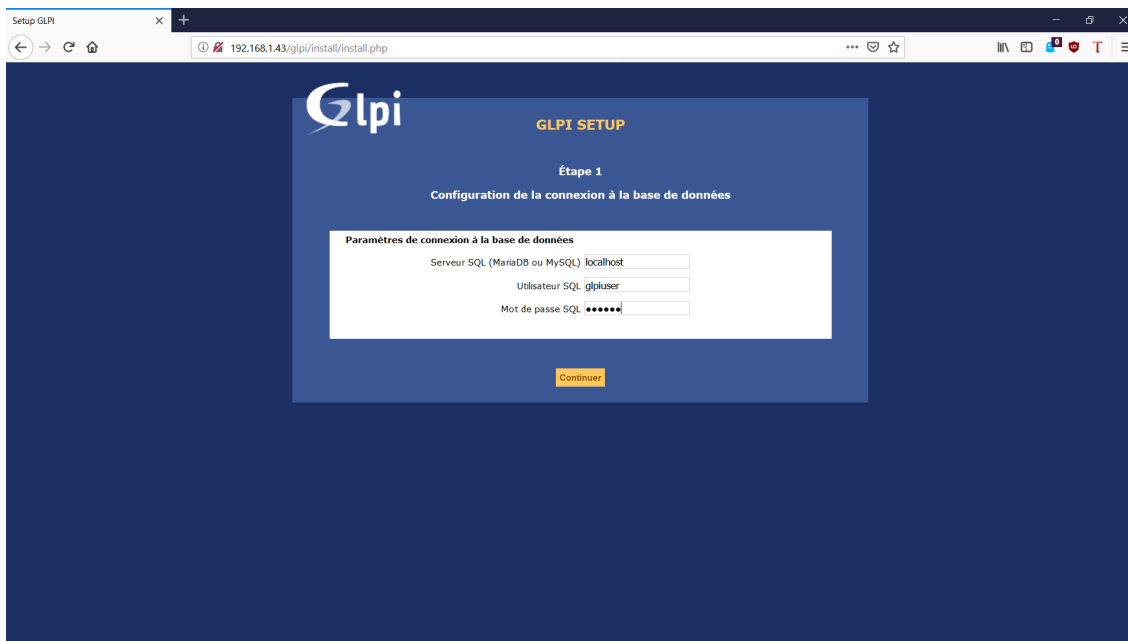 Setup GLPI
192.168.1.43/glpi/install/install.php
0
T
Glpi
GLPI SETUP
Étape 1
Configuration de la connexion à la base de données
Paramètres de connexion à la base de données
Serveur SQL (MariaDB ou MySQL) localhost
Utilisateur SQL glpiuser
Mot de passe SQL ●●●●●●
Continuer